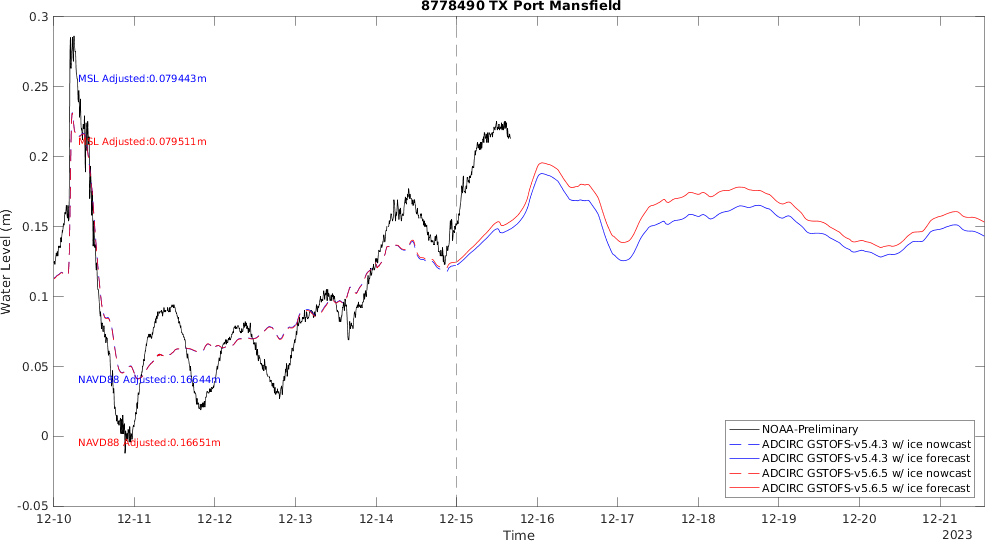 8778490 TX Port Mansfield
0.3
0.25
0.2
0.15
0.1
0.05
0
-0.05
Water Level (m)
MSL Adjusted:0.079443m
MSL Adjusted:0.079511m
NAVD88 Adjusted:0.16644m
NAVD88 Adjusted:0.16651m
NOAA-Preliminary
ADCIRC GSTOFS-v5.4.3 w/ ice nowcast
ADCIRC GSTOFS-v5.4.3 w/ ice forecast
ADCIRC GSTOFS-v5.6.5 w/ ice nowcast
ADCIRC GSTOFS-v5.6.5 w/ ice forecast
12-10 12-11 12-12 12-13 12-14 12-15 12-16 12-17 12-18 12-19 12-20 12-21
Time
2023